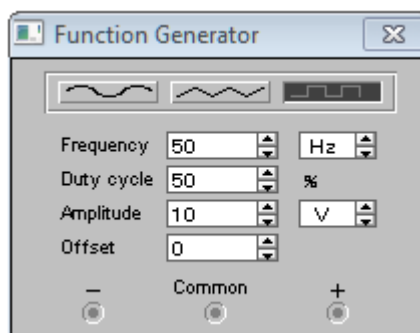 Function Generator
Frequency 50 Hz
Duty cycle 50 %
Amplitude 10 V
Offset 0
− Common +